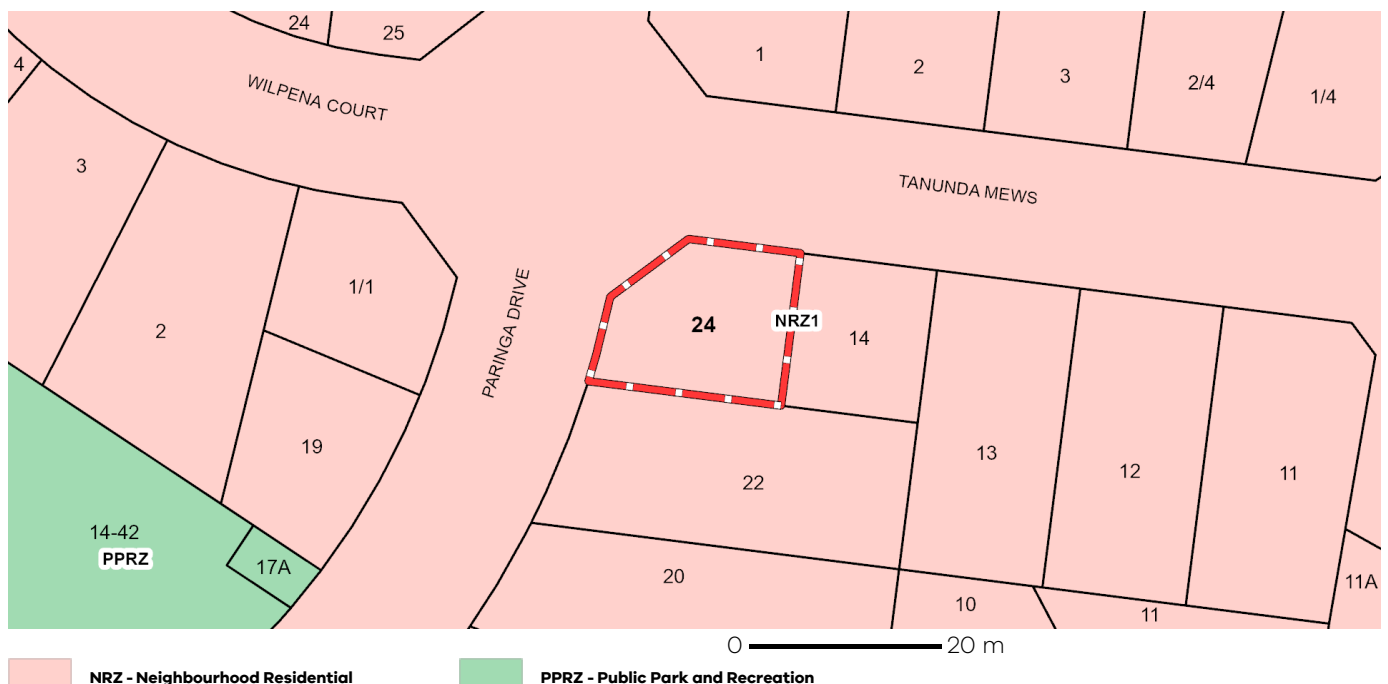 24
25
4
WILPENA COURT
1
2
3
2/4
1/4
3
TANUNDA MEWS
1/1
PARINGA DRIVE
24
NRZ1
14
2
19
22
13
12
11
14-42
PPRZ
17A
20
10
11
11A
0 20 m
NRZ - Neighbourhood Residential
PPRZ - Public Park and Recreation